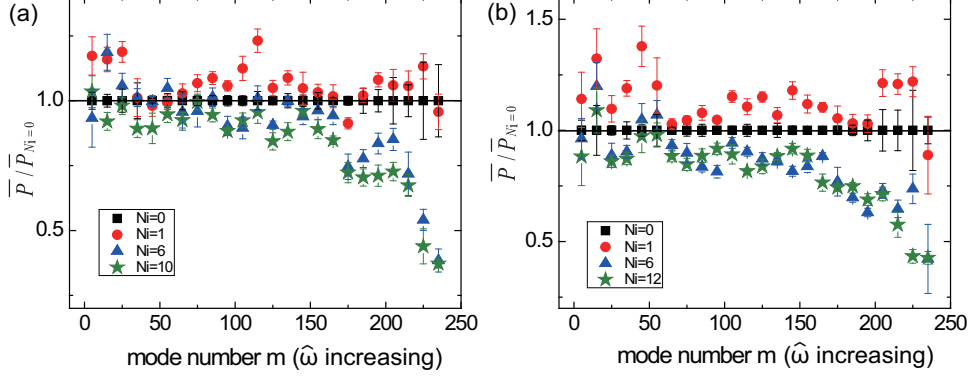 (a)
P̅ / P̅Ni=0
1.0
0.5
Ni=0
Ni=1
Ni=6
Ni=10
0 50 100 150 200 250
mode number m (ω̂ increasing)
(b)
P̅ / P̅Ni=0
1.5
1.0
0.5
Ni=0
Ni=1
Ni=6
Ni=12
0 50 100 150 200 250
mode number m (ω̂ increasing)